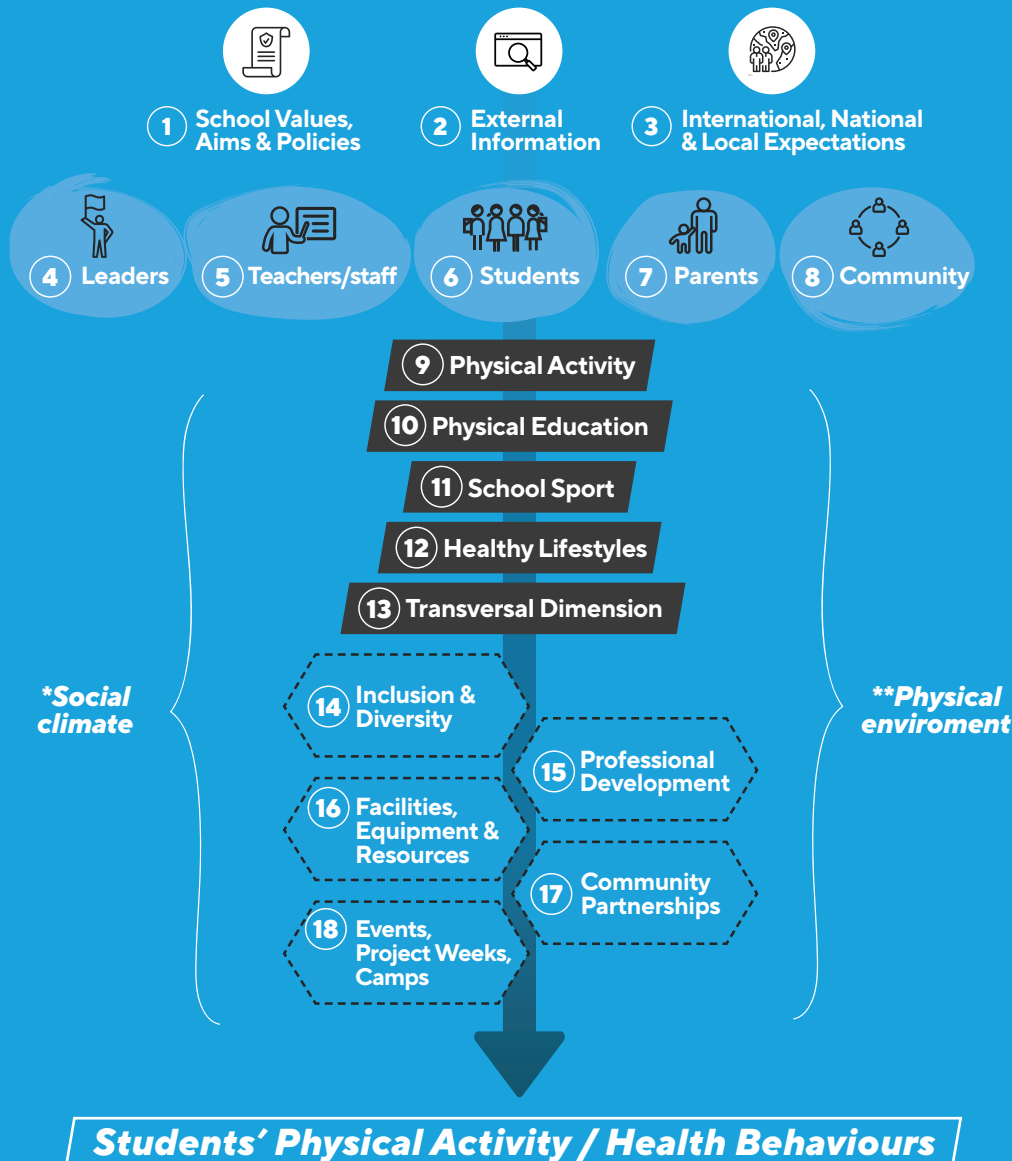 1 School Values,
Aims & Policies
2 External
Information
3 International, National
& Local Expectations
4 Leaders
5 Teachers/staff
6 Students
7 Parents
8 Community
9 Physical Activity
10 Physical Education
11 School Sport
12 Healthy Lifestyles
13 Transversal Dimension
*Social
climate
**Physical
enviroment
14 Inclusion &
Diversity
15 Professional
Development
16 Facilities,
Equipment &
Resources
17 Community
Partnerships
18 Events,
Project Weeks,
Camps
Students’ Physical Activity / Health Behaviours